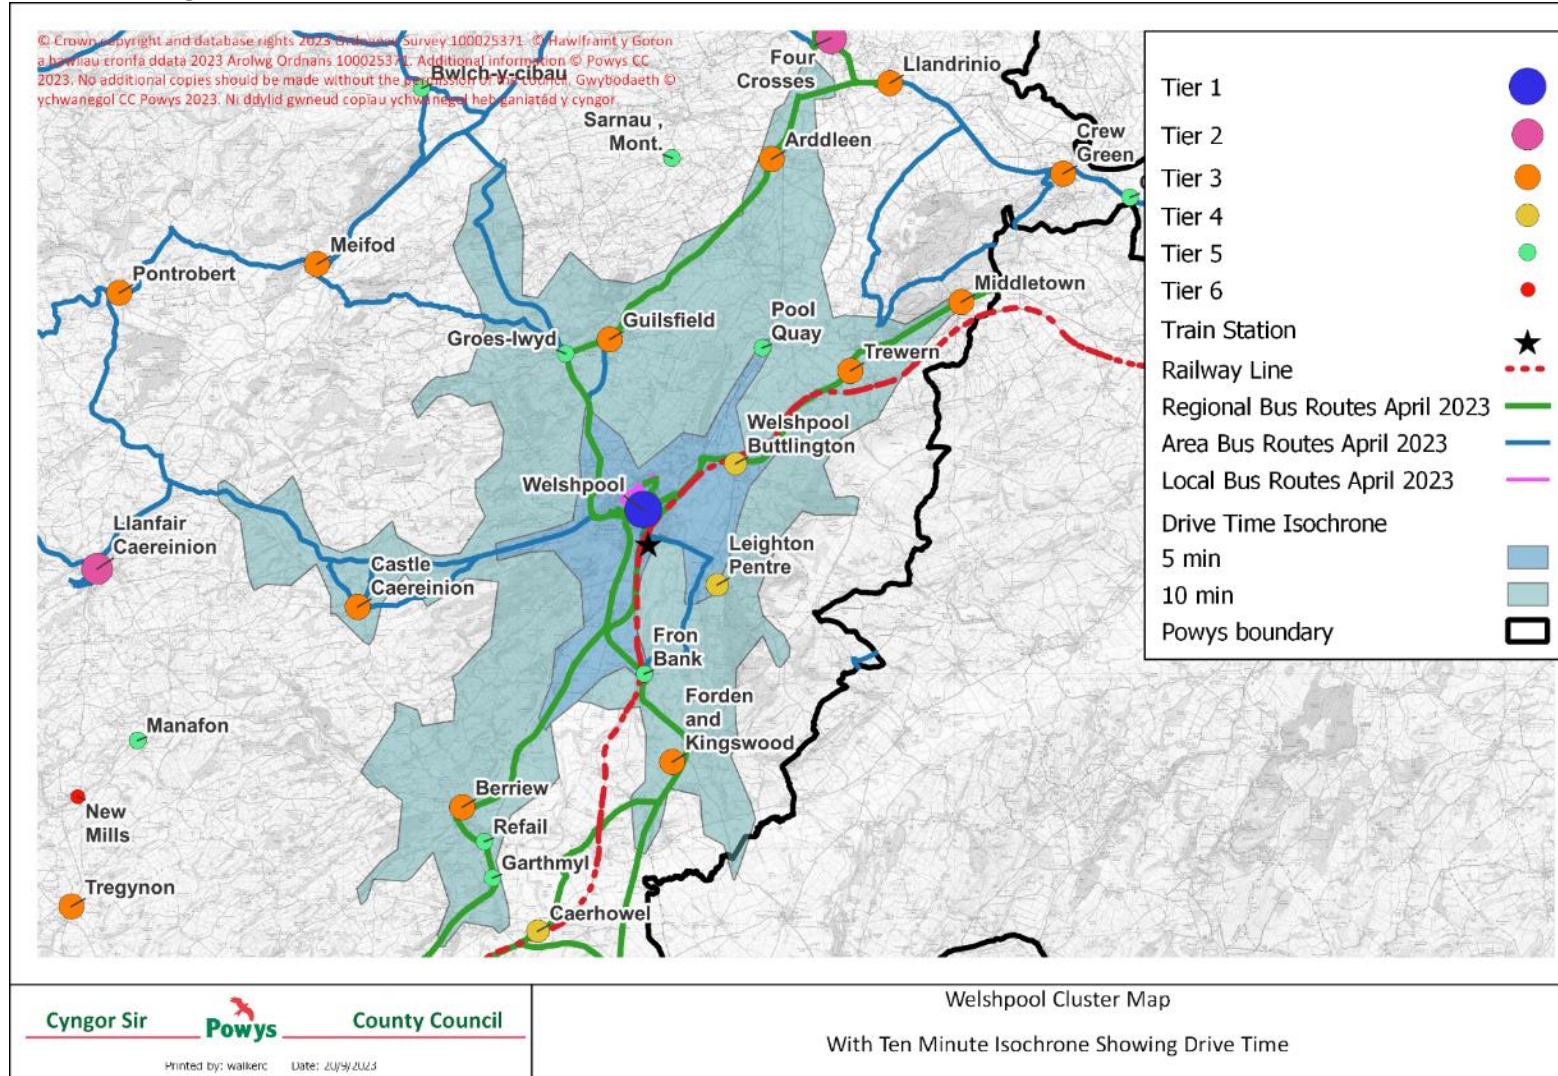 © Crown copyright and database rights 2023 Ordnance Survey 100025371 © Hawlfraint y Goron
a hawliau cronfa ddata 2023 Arolwg Ordnans 100025371. Additional information © Powys CC
2023. No additional copies should be made without the permission of the council. Gwybodaeth ©
ychwanegol CC Powys 2023. Ni ddylid gwneud copïau ychwanegol heb ganiatâd y cyngor
Bwlch-y-cibau
Four
Crosses
Llandrinio
Sarnau ,
Mont.
Arddleen
Crew
Green
Meifod
Pontrobert
Middletown
Guilsfield
Pool
Quay
Groes-lwyd
Trewern
Welshpool
Buttlington
Welshpool
Llanfair
Caereinion
Castle
Caereinion
Leighton
Pentre
Fron
Bank
Forden
and
Kingswood
Manafon
New
Mills
Berriew
Refail
Garthmyl
Tregynon
Caerhowel
Tier 1
Tier 2
Tier 3
Tier 4
Tier 5
Tier 6
Train Station
Railway Line
Regional Bus Routes April 2023
Area Bus Routes April 2023
Local Bus Routes April 2023
Drive Time Isochrone
5 min
10 min
Powys boundary
Cyngor Sir Powys County Council
Printed by: walkerc Date: 20/9/2023
Welshpool Cluster Map
With Ten Minute Isochrone Showing Drive Time